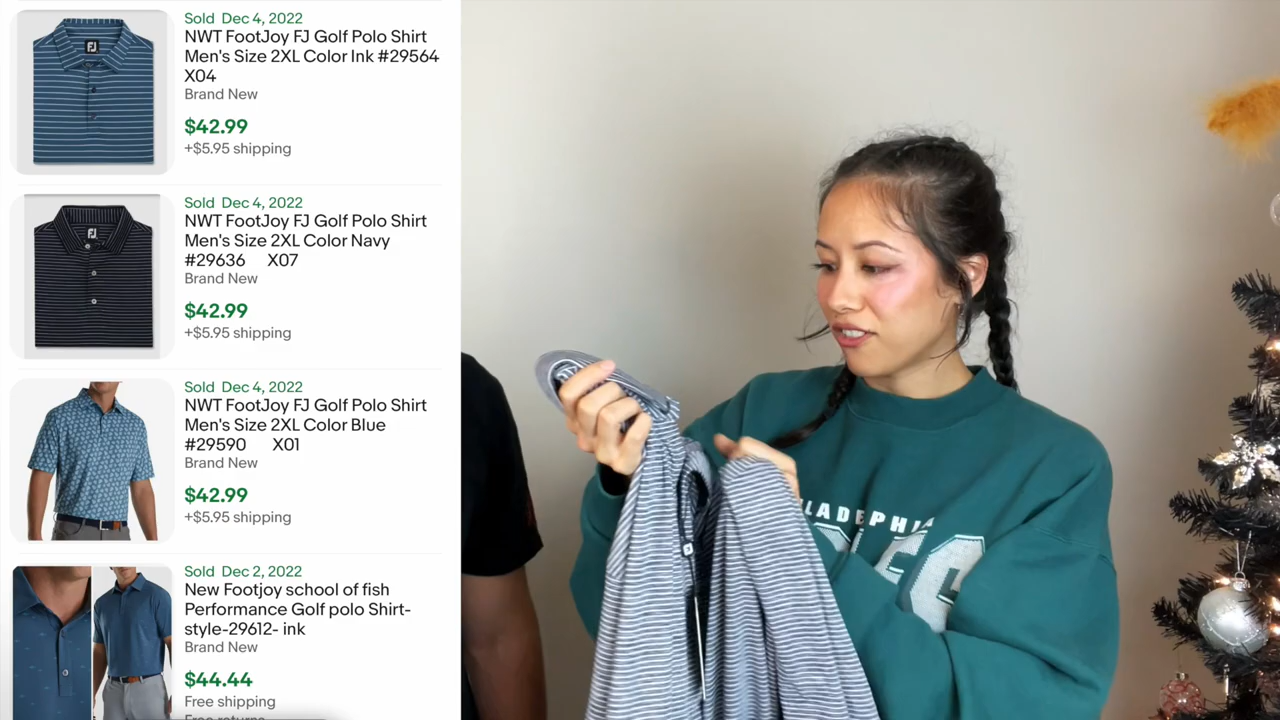 Sold Dec 4, 2022
NWT FootJoy FJ Golf Polo Shirt
Men's Size 2XL Color Ink #29564
X04
Brand New
$42.99
+$5.95 shipping
Sold Dec 4, 2022
NWT FootJoy FJ Golf Polo Shirt
Men's Size 2XL Color Navy
#29636 X07
Brand New
$42.99
+$5.95 shipping
Sold Dec 4, 2022
NWT FootJoy FJ Golf Polo Shirt
Men's Size 2XL Color Blue
#29590 X01
Brand New
$42.99
+$5.95 shipping
Sold Dec 2, 2022
New Footjoy school of fish
Performance Golf polo Shirt-
style-29612- ink
Brand New
$44.44
Free shipping
Free returns
FJ
FJ